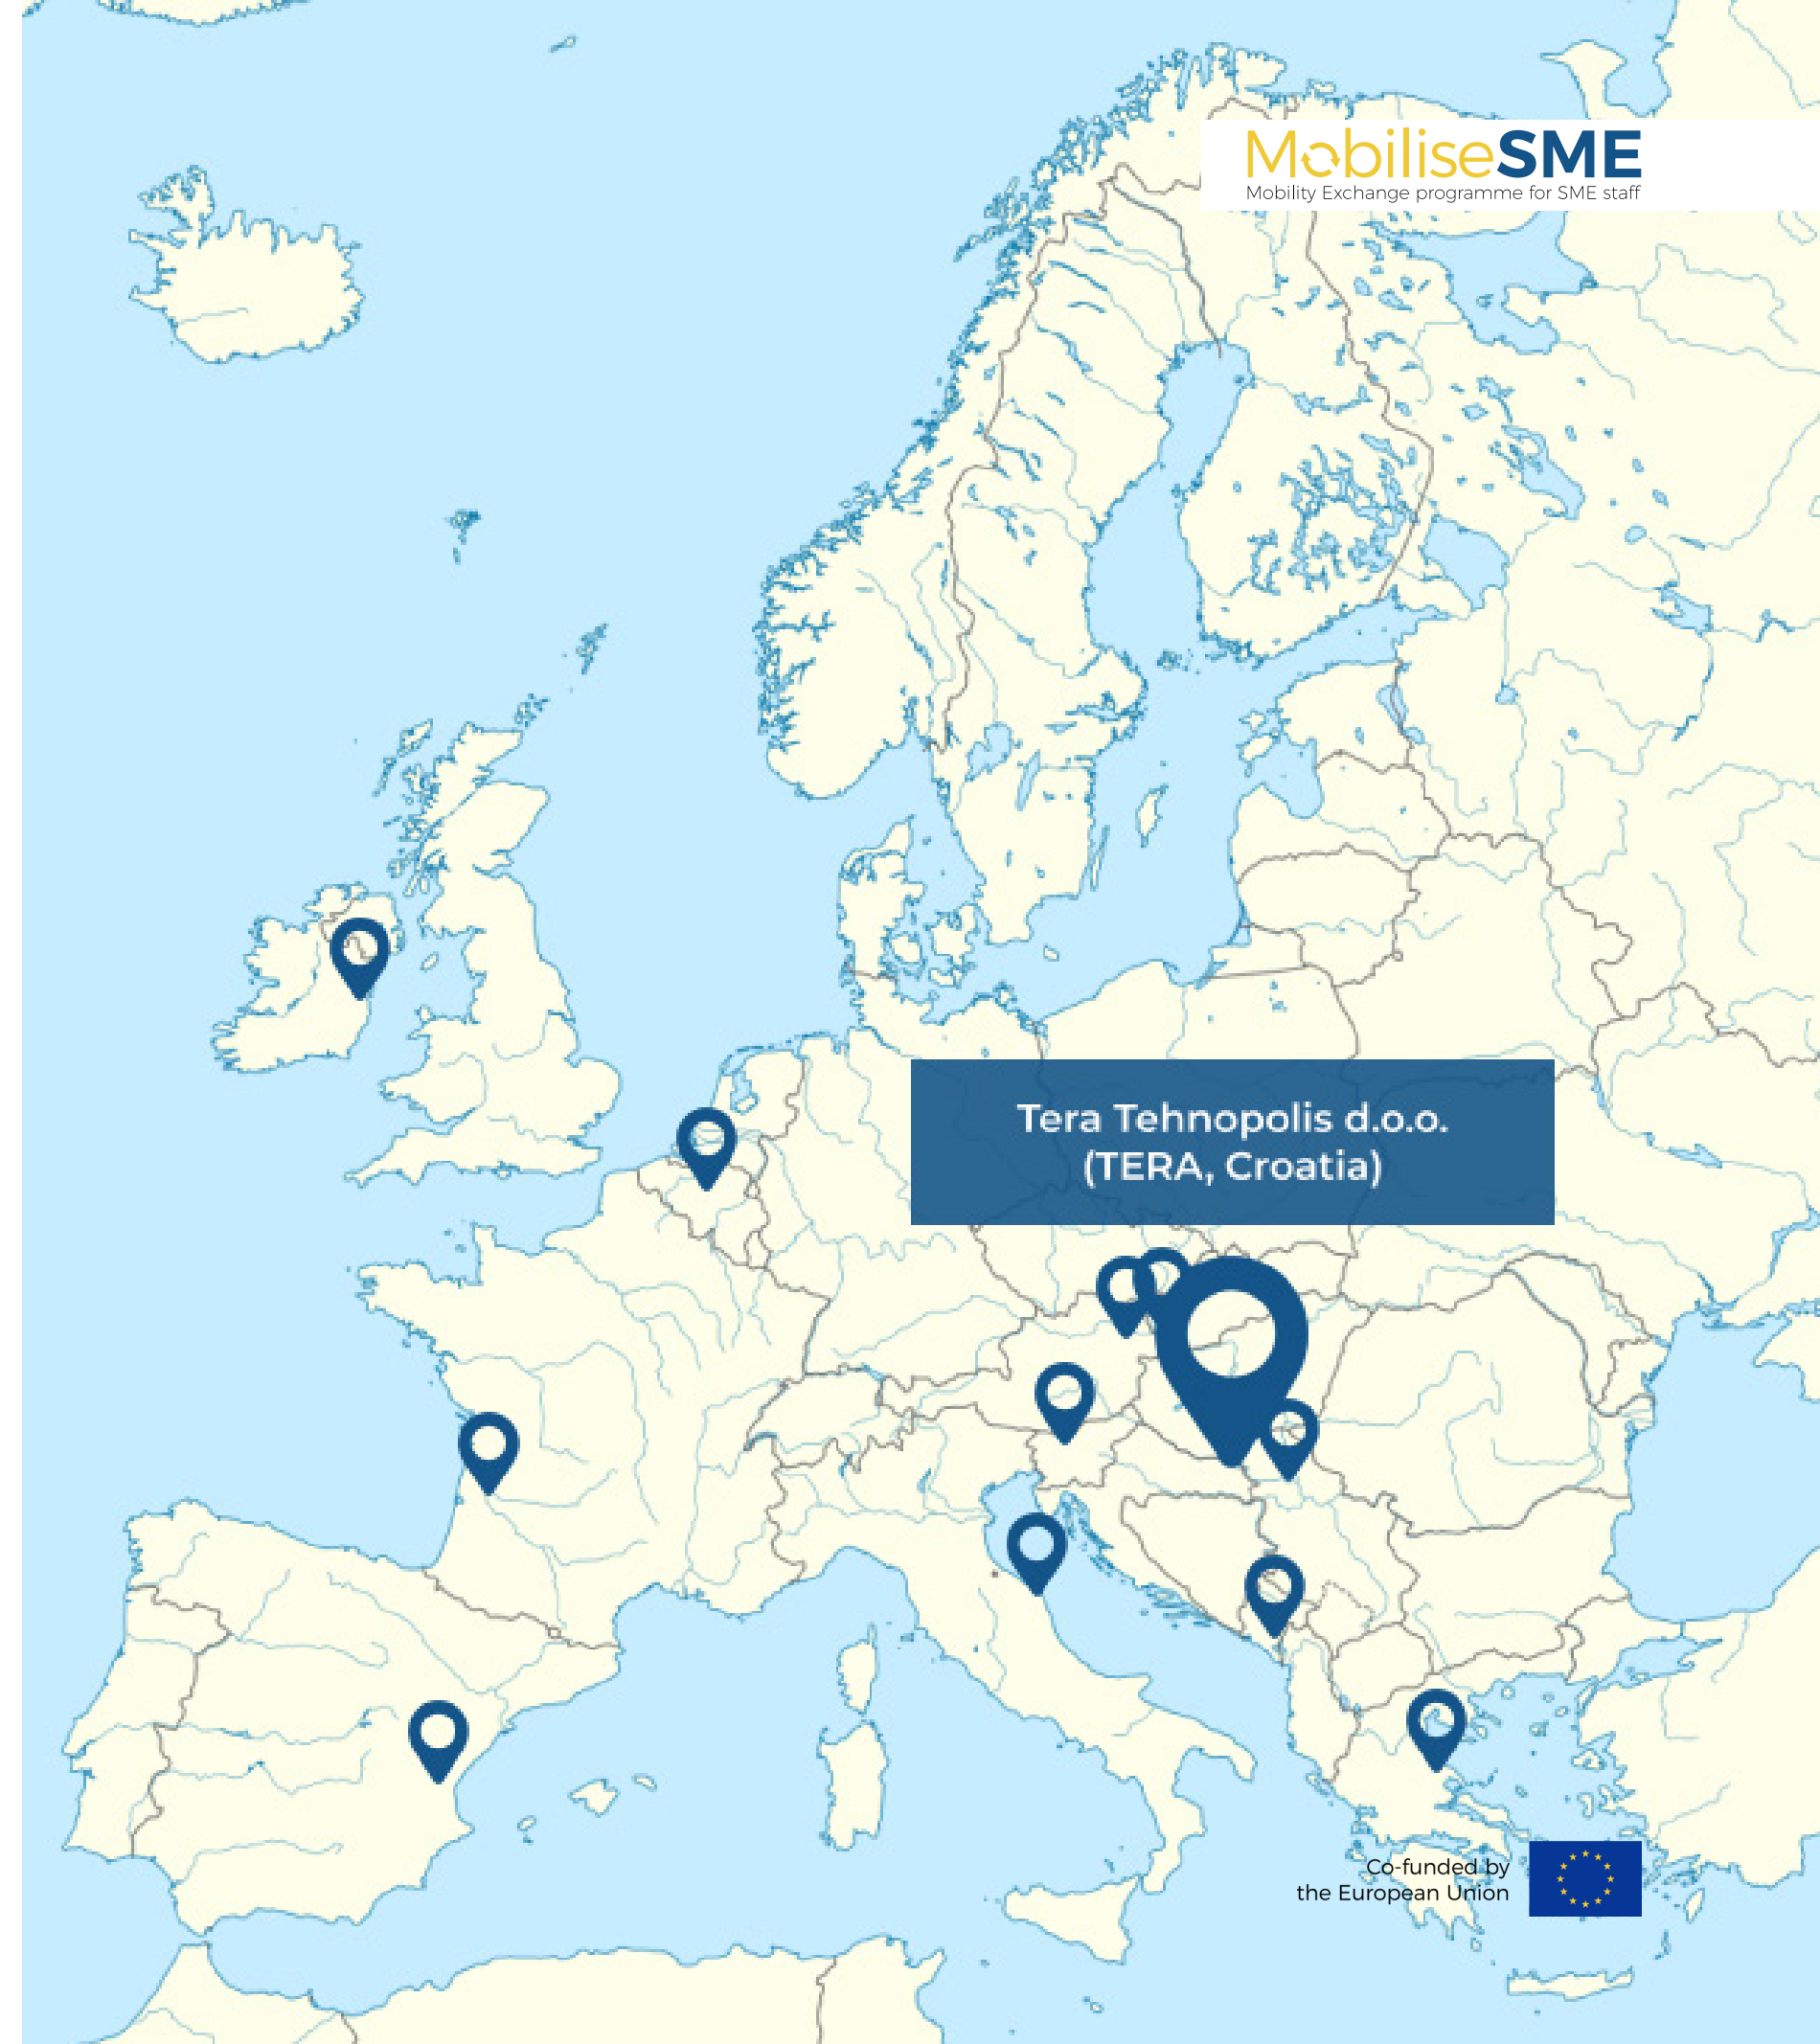 MobiliseSME
Mobility Exchange programme for SME staff
Tera Tehnopolis d.o.o.
(TERA, Croatia)
Co-funded by
the European Union